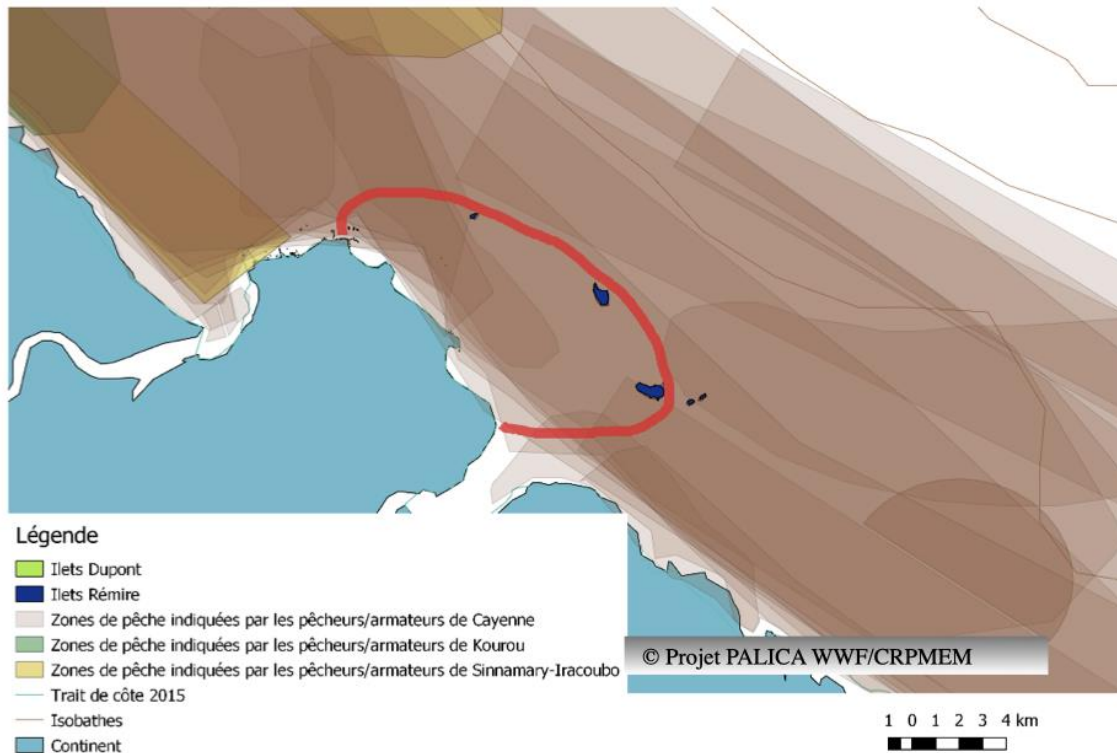 Légende
Ilets Dupont
Ilets Rémire
Zones de pêche indiquées par les pêcheurs/armateurs de Cayenne
Zones de pêche indiquées par les pêcheurs/armateurs de Kourou
Zones de pêche indiquées par les pêcheurs/armateurs de Sinnamary-Iracoubo
Trait de côte 2015
Isobathes
Continent
© Projet PALICA WWF/CRPMEM
1 0 1 2 3 4 km